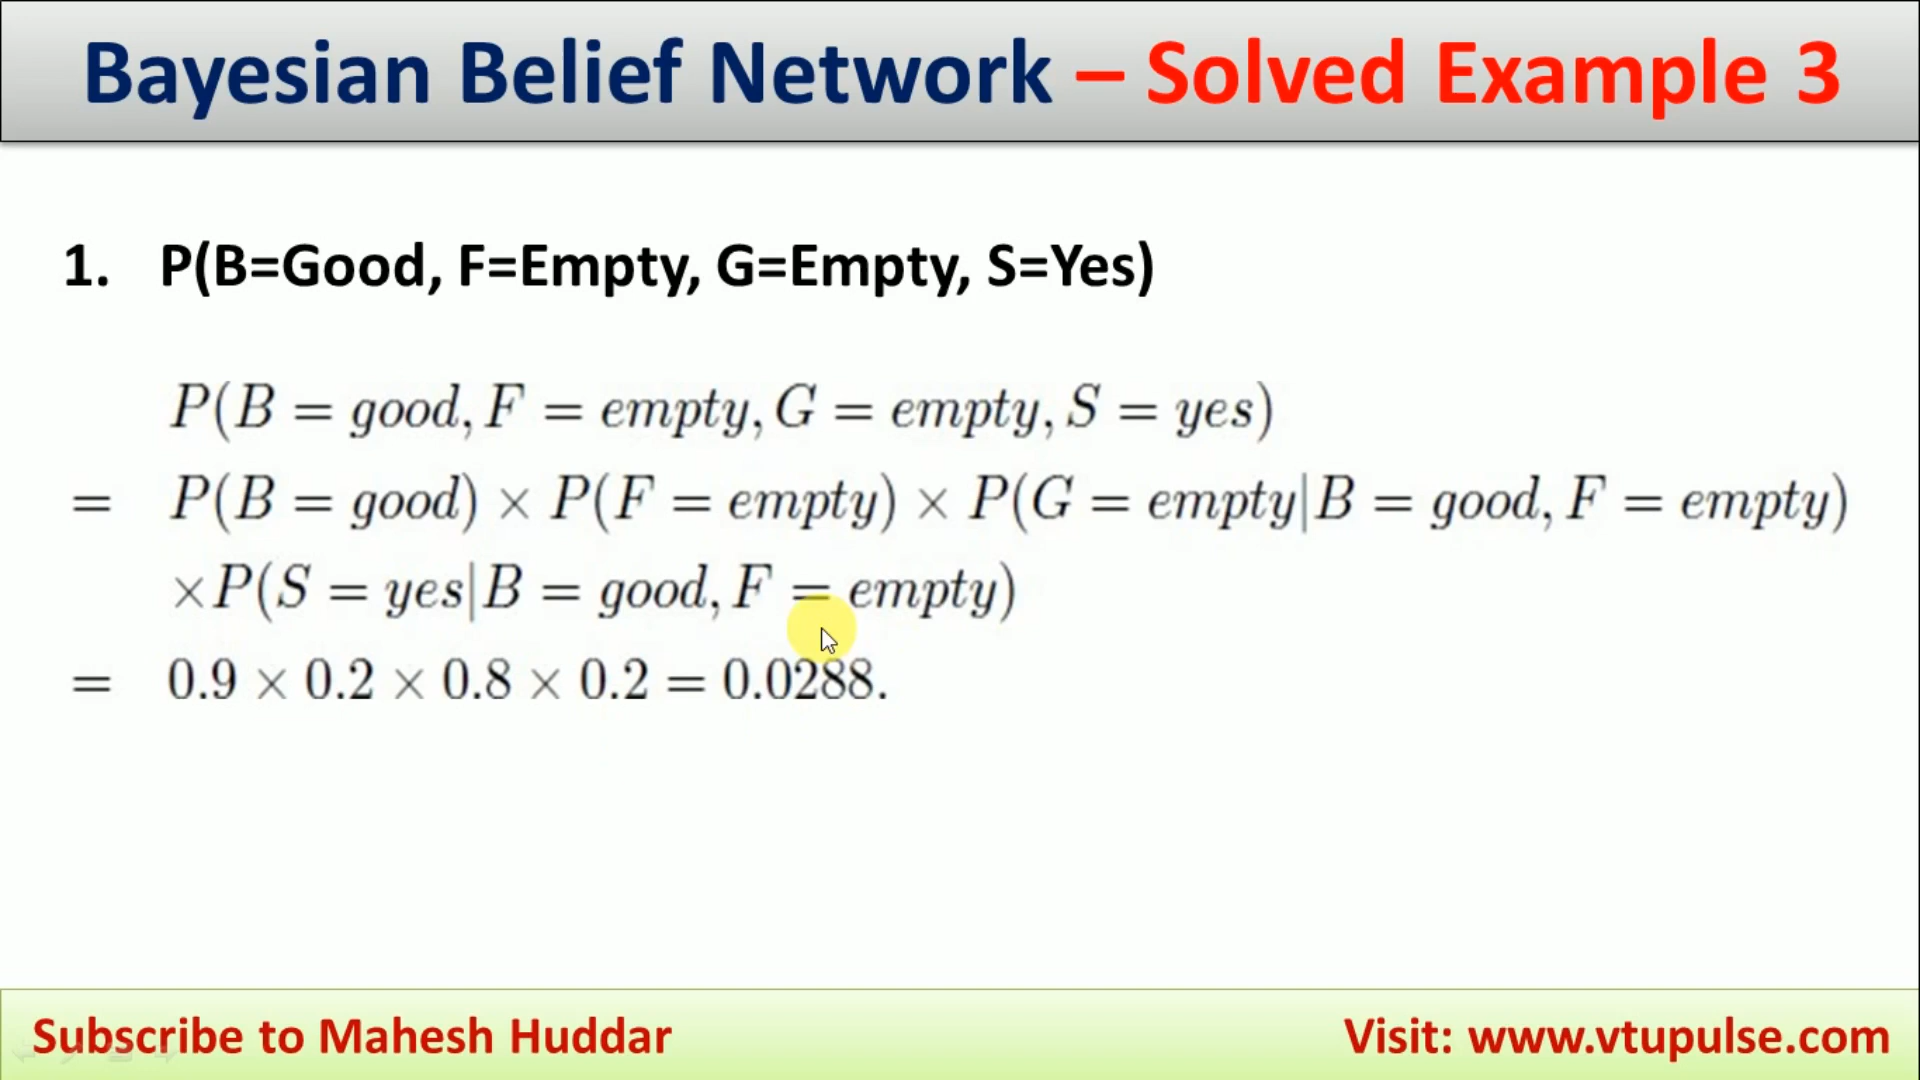 Bayesian Belief Network – Solved Example 3
1. P(B=Good, F=Empty, G=Empty, S=Yes)
P(B = good, F = empty, G = empty, S = yes)
= P(B = good) × P(F = empty) × P(G = empty|B = good, F = empty)
×P(S = yes|B = good, F = empty)
= 0.9 × 0.2 × 0.8 × 0.2 = 0.0288.
Subscribe to Mahesh Huddar
Visit: www.vtupulse.com